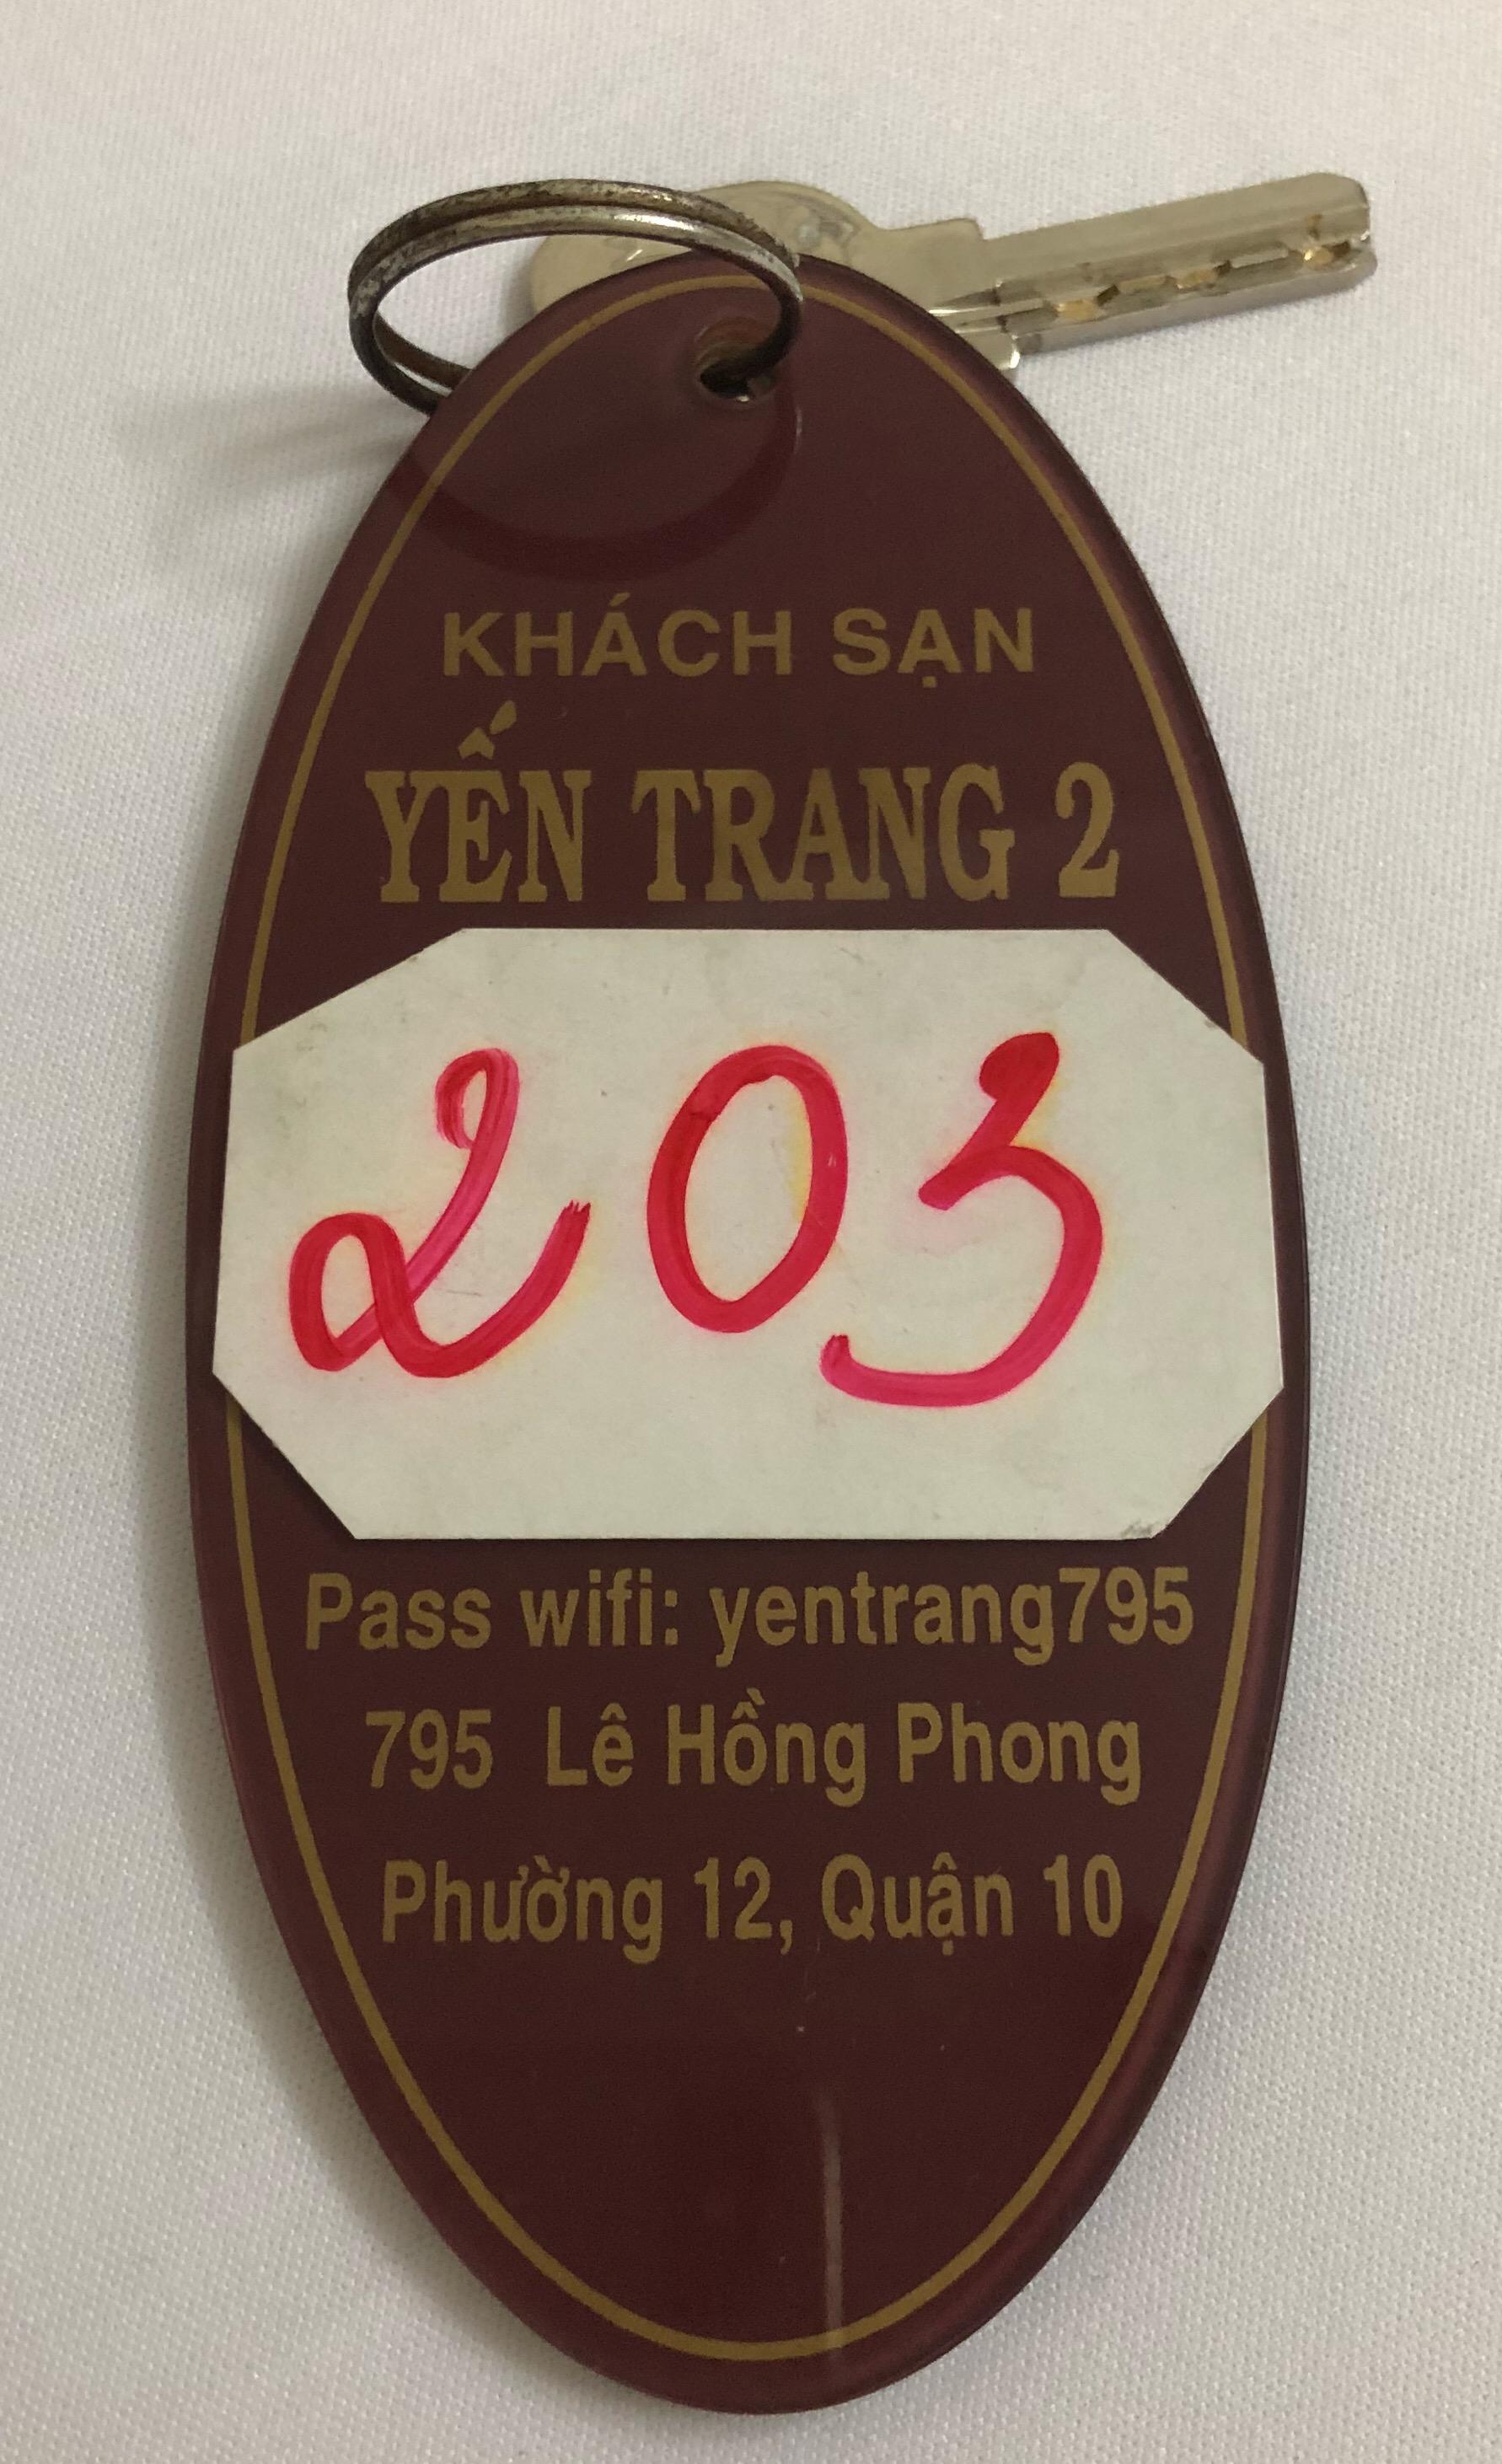 KHÁCH SẠN
YẾN TRANG 2
203
Pass wifi: yentrang795
795 Lê Hồng Phong
Phường 12, Quận 10